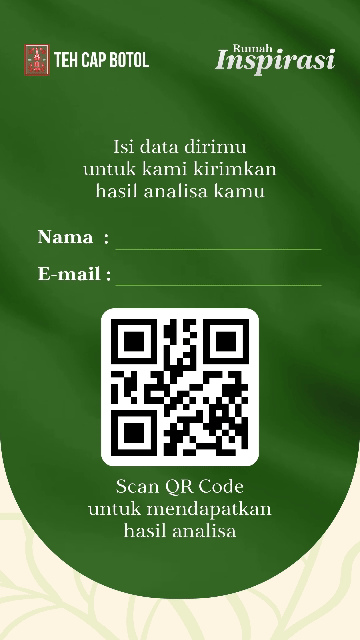 TEH CAP BOTOL
Rumah
Inspirasi
Isi data dirimu
untuk kami kirimkan
hasil analisa kamu
Nama :
E-mail :
Scan QR Code
untuk mendapatkan
hasil analisa